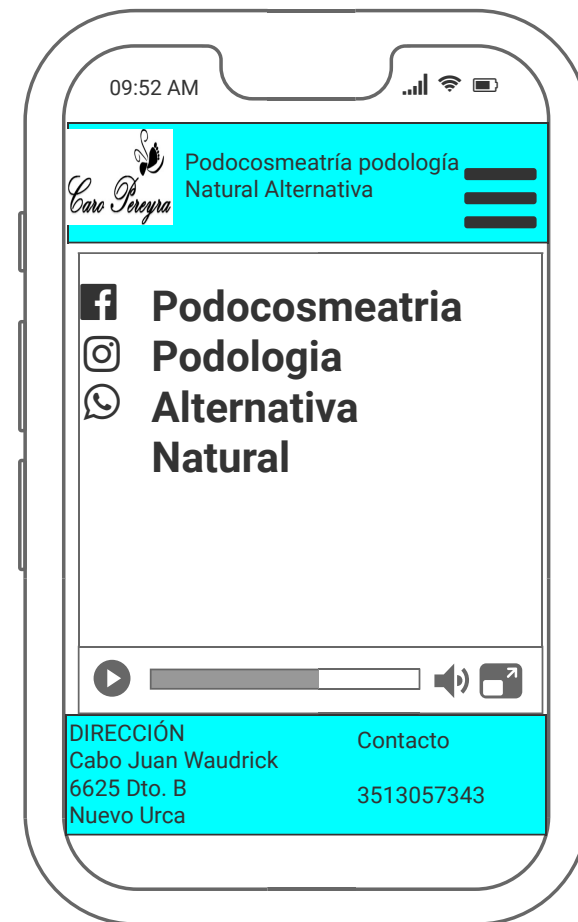 09:52 AM
Caro Pereyra
Podocosmeatría podología
Natural Alternativa
Podocosmeatria
Podologia
Alternativa
Natural
DIRECCIÓN
Cabo Juan Waudrick
6625 Dto. B
Nuevo Urca
Contacto
3513057343